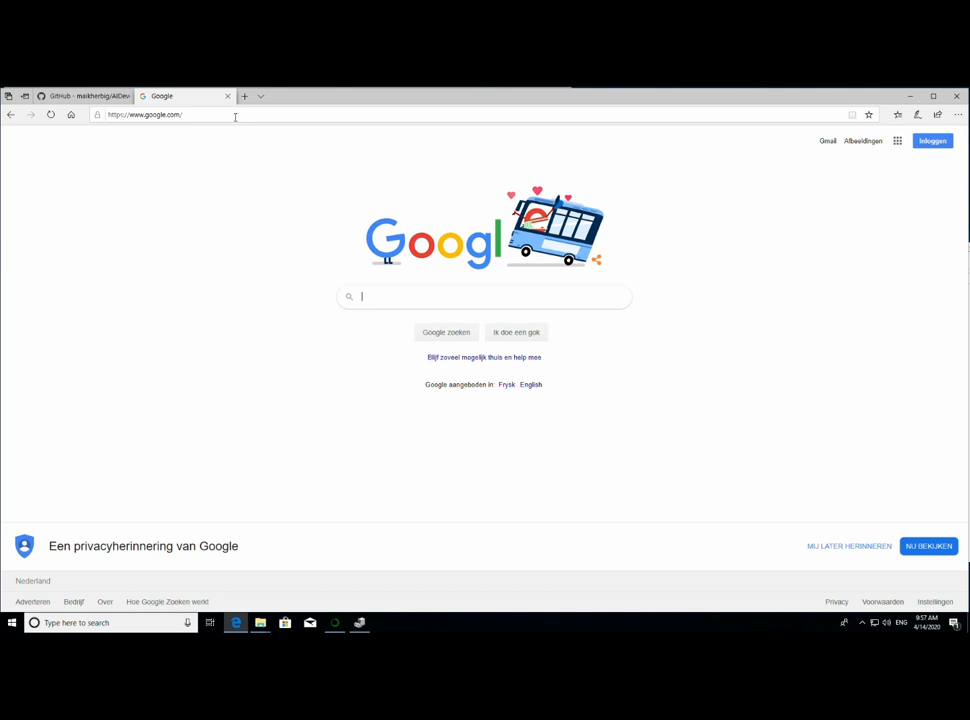 GitHub - maikherbig/AIDev
Google
https://www.google.com/
Gmail Afbeeldingen Inloggen
Googl
Google zoeken Ik doe een gok
Blijf zoveel mogelijk thuis en help mee.
Google aangeboden in: Frysk English
Een privacyherinnering van Google
MIJ LATER HERINNEREN NU BEKIJKEN
Nederland
Adverteren Bedrijf Over Hoe Google Zoeken werkt Privacy Voorwaarden Instellingen
Type here to search
ENG
9:57 AM
4/14/2020